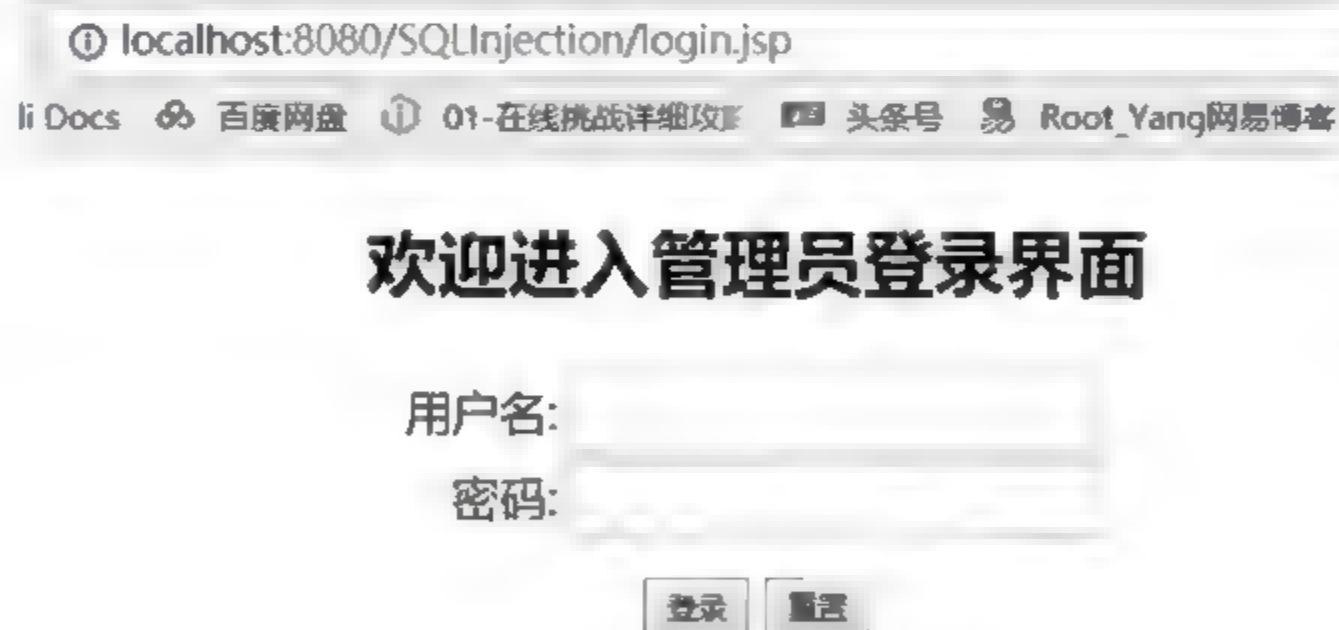 localhost:8080/SQLInjection/login.jsp
li Docs 百度网盘 01-在线挑战详细攻 头条号 Root_Yang网易博客
欢迎进入管理员登录界面
用户名:
密码:
登录 重置